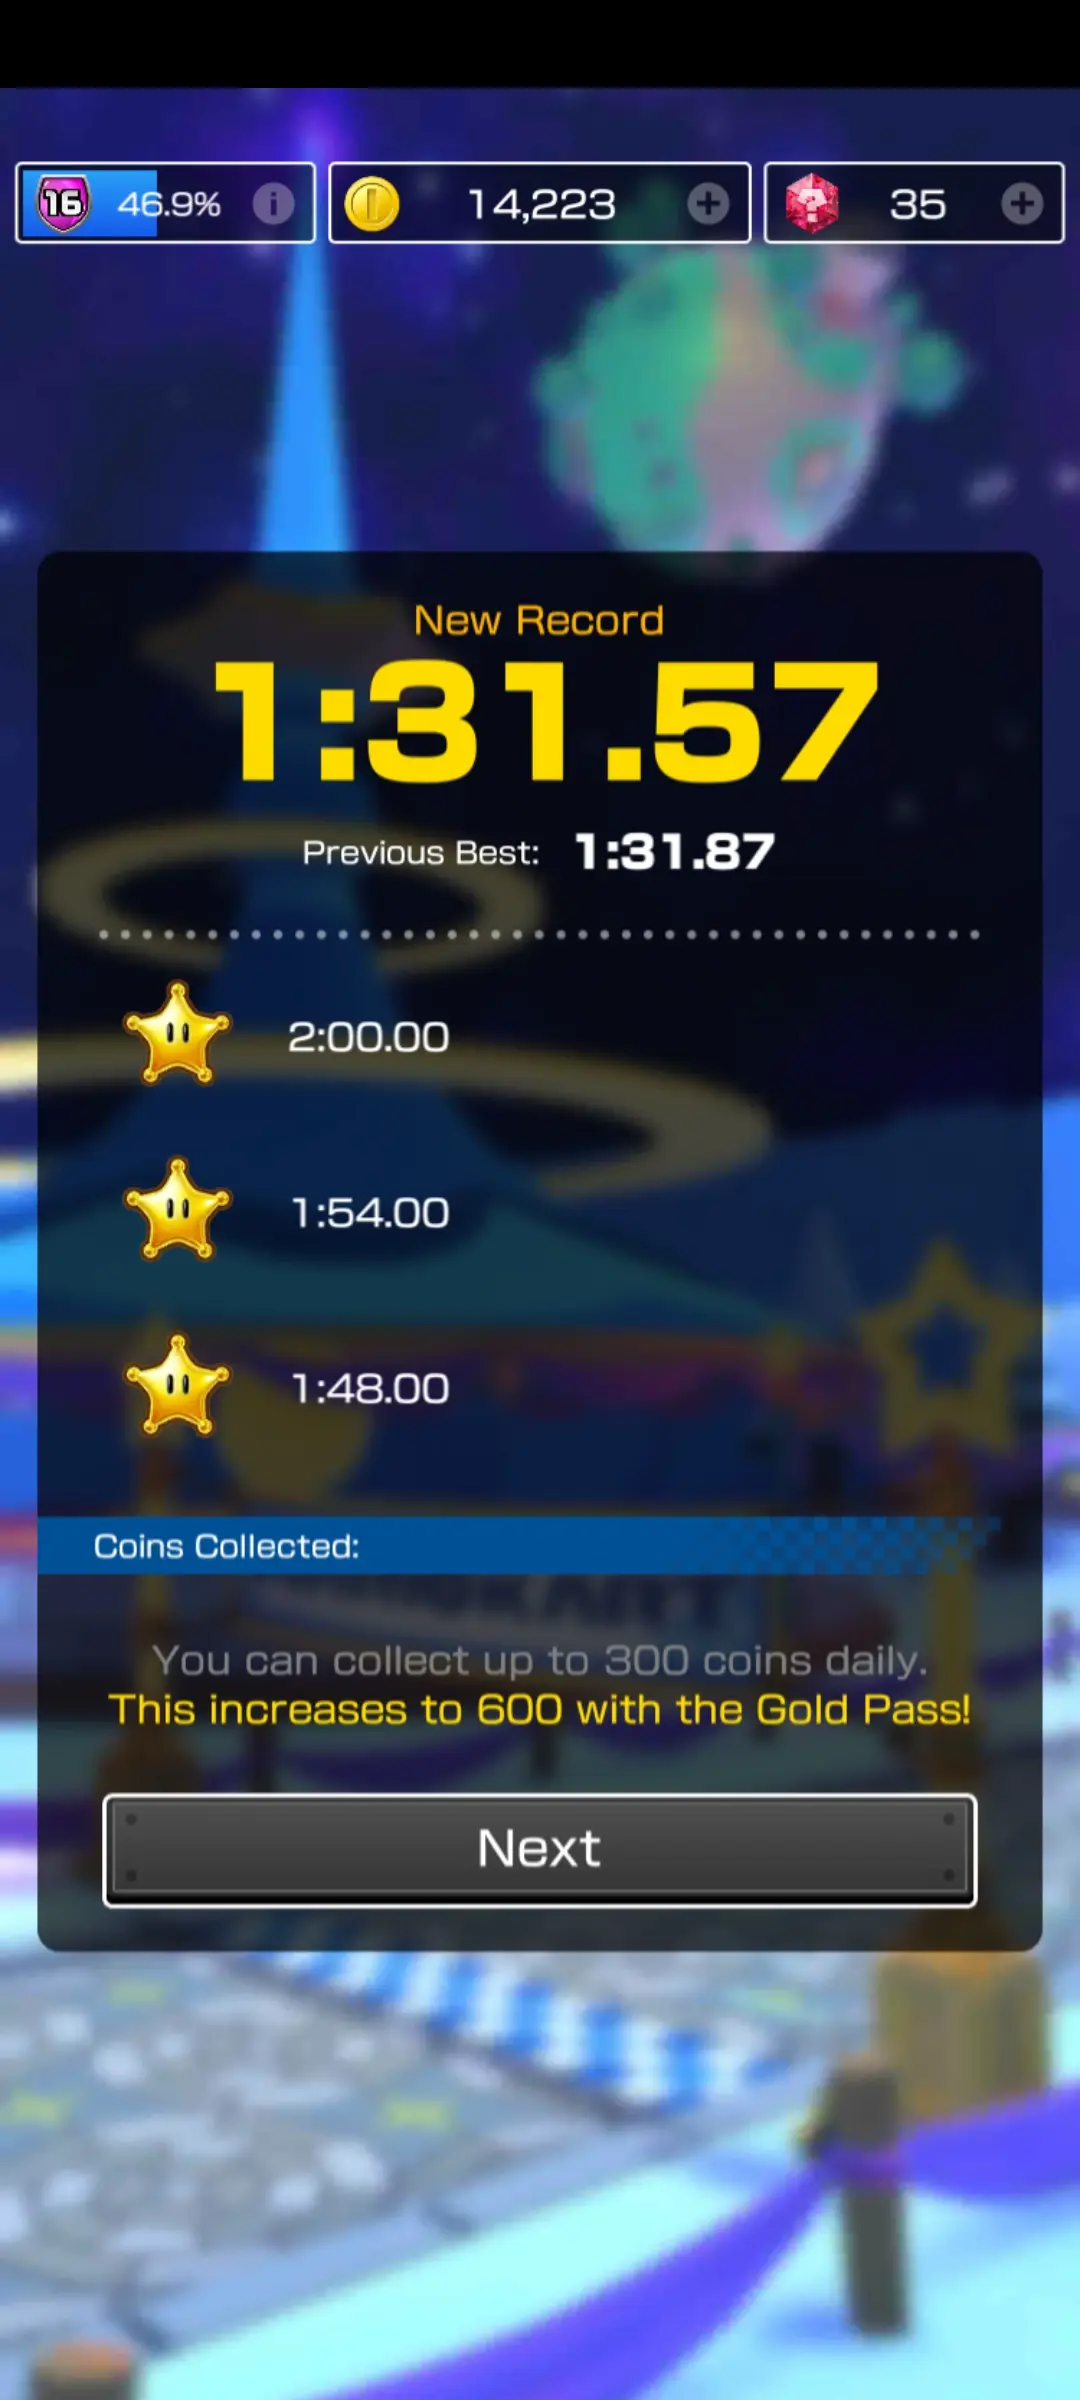 16 46.9% i 14,223 + ? 35 +
New Record
1:31.57
Previous Best: 1:31.87
2:00.00
1:54.00
1:48.00
Coins Collected:
You can collect up to 300 coins daily.
This increases to 600 with the Gold Pass!
Next